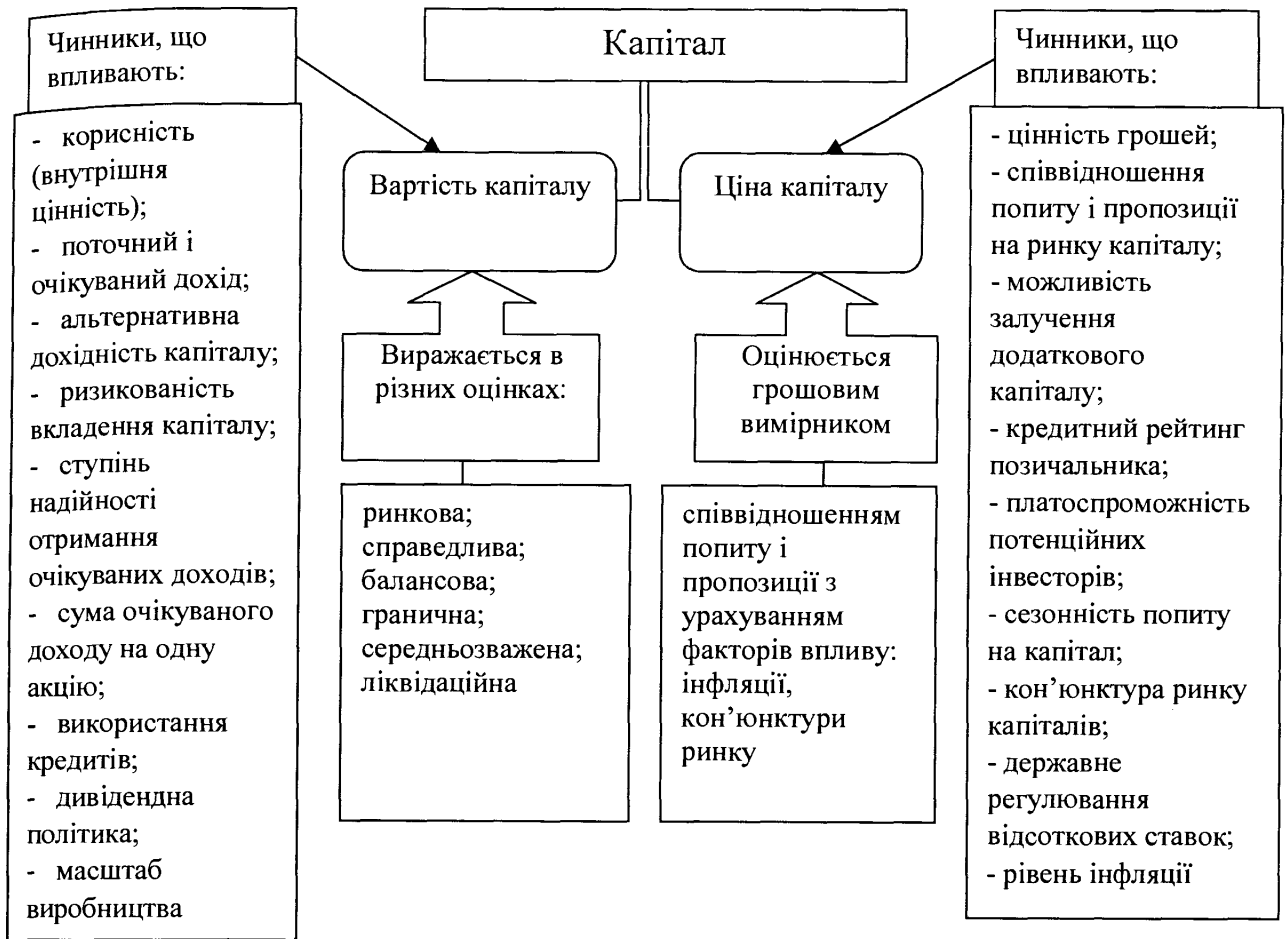 Капітал
Чинники, що
впливають:
- корисність
(внутрішня
цінність);
- поточний і
очікуваний дохід;
- альтернативна
дохідність капіталу;
- ризикованість
вкладення капіталу;
- ступінь
надійності
отримання
очікуваних доходів;
- сума очікуваного
доходу на одну
акцію;
- використання
кредитів;
- дивідендна
політика;
- масштаб
виробництва
Вартість капіталу
Виражається в
різних оцінках:
ринкова;
справедлива;
балансова;
гранична;
середньозважена;
ліквідаційна
Ціна капіталу
Оцінюється
грошовим
вимірником
співвідношенням
попиту і
пропозиції з
урахуванням
факторів впливу:
інфляції,
кон’юнктури
ринку
Чинники, що
впливають:
- цінність грошей;
- співвідношення
попиту і пропозиції
на ринку капіталу;
- можливість
залучення
додаткового
капіталу;
- кредитний рейтинг
позичальника;
- платоспроможність
потенційних
інвесторів;
- сезонність попиту
на капітал;
- кон’юнктура ринку
капіталів;
- державне
регулювання
відсоткових ставок;
- рівень інфляції